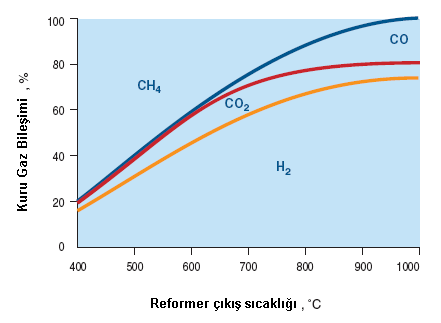 100
80
60
40
20
0
Kuru Gaz Bileşimi , %
CH4
CO2
CO
H2
400 500 600 700 800 900 1000
Reformer çıkış sıcaklığı , °C